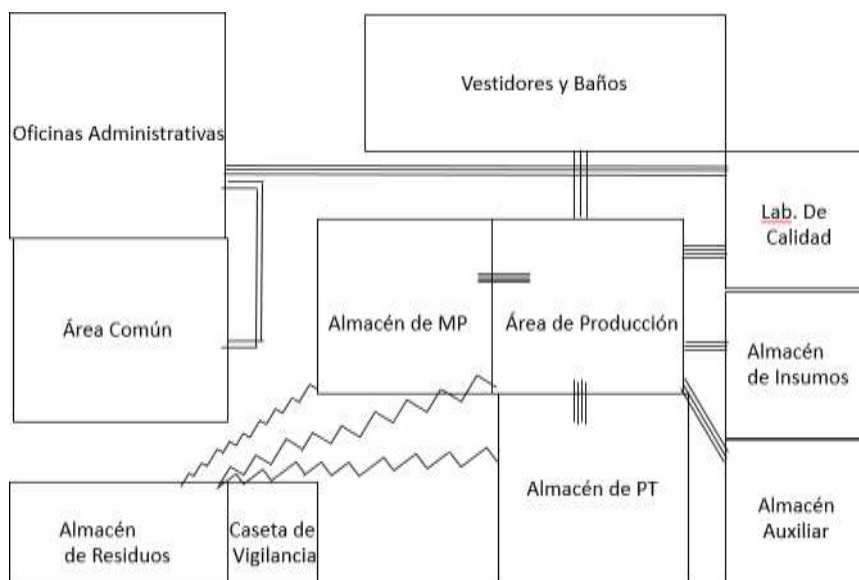 Vestidores y Baños
Oficinas Administrativas
Lab. De
Calidad
Área Común
Almacén de MP
Área de Producción
Almacén
de Insumos
Almacén de PT
Almacén
Auxiliar
Almacén
de Residuos
Caseta de
Vigilancia